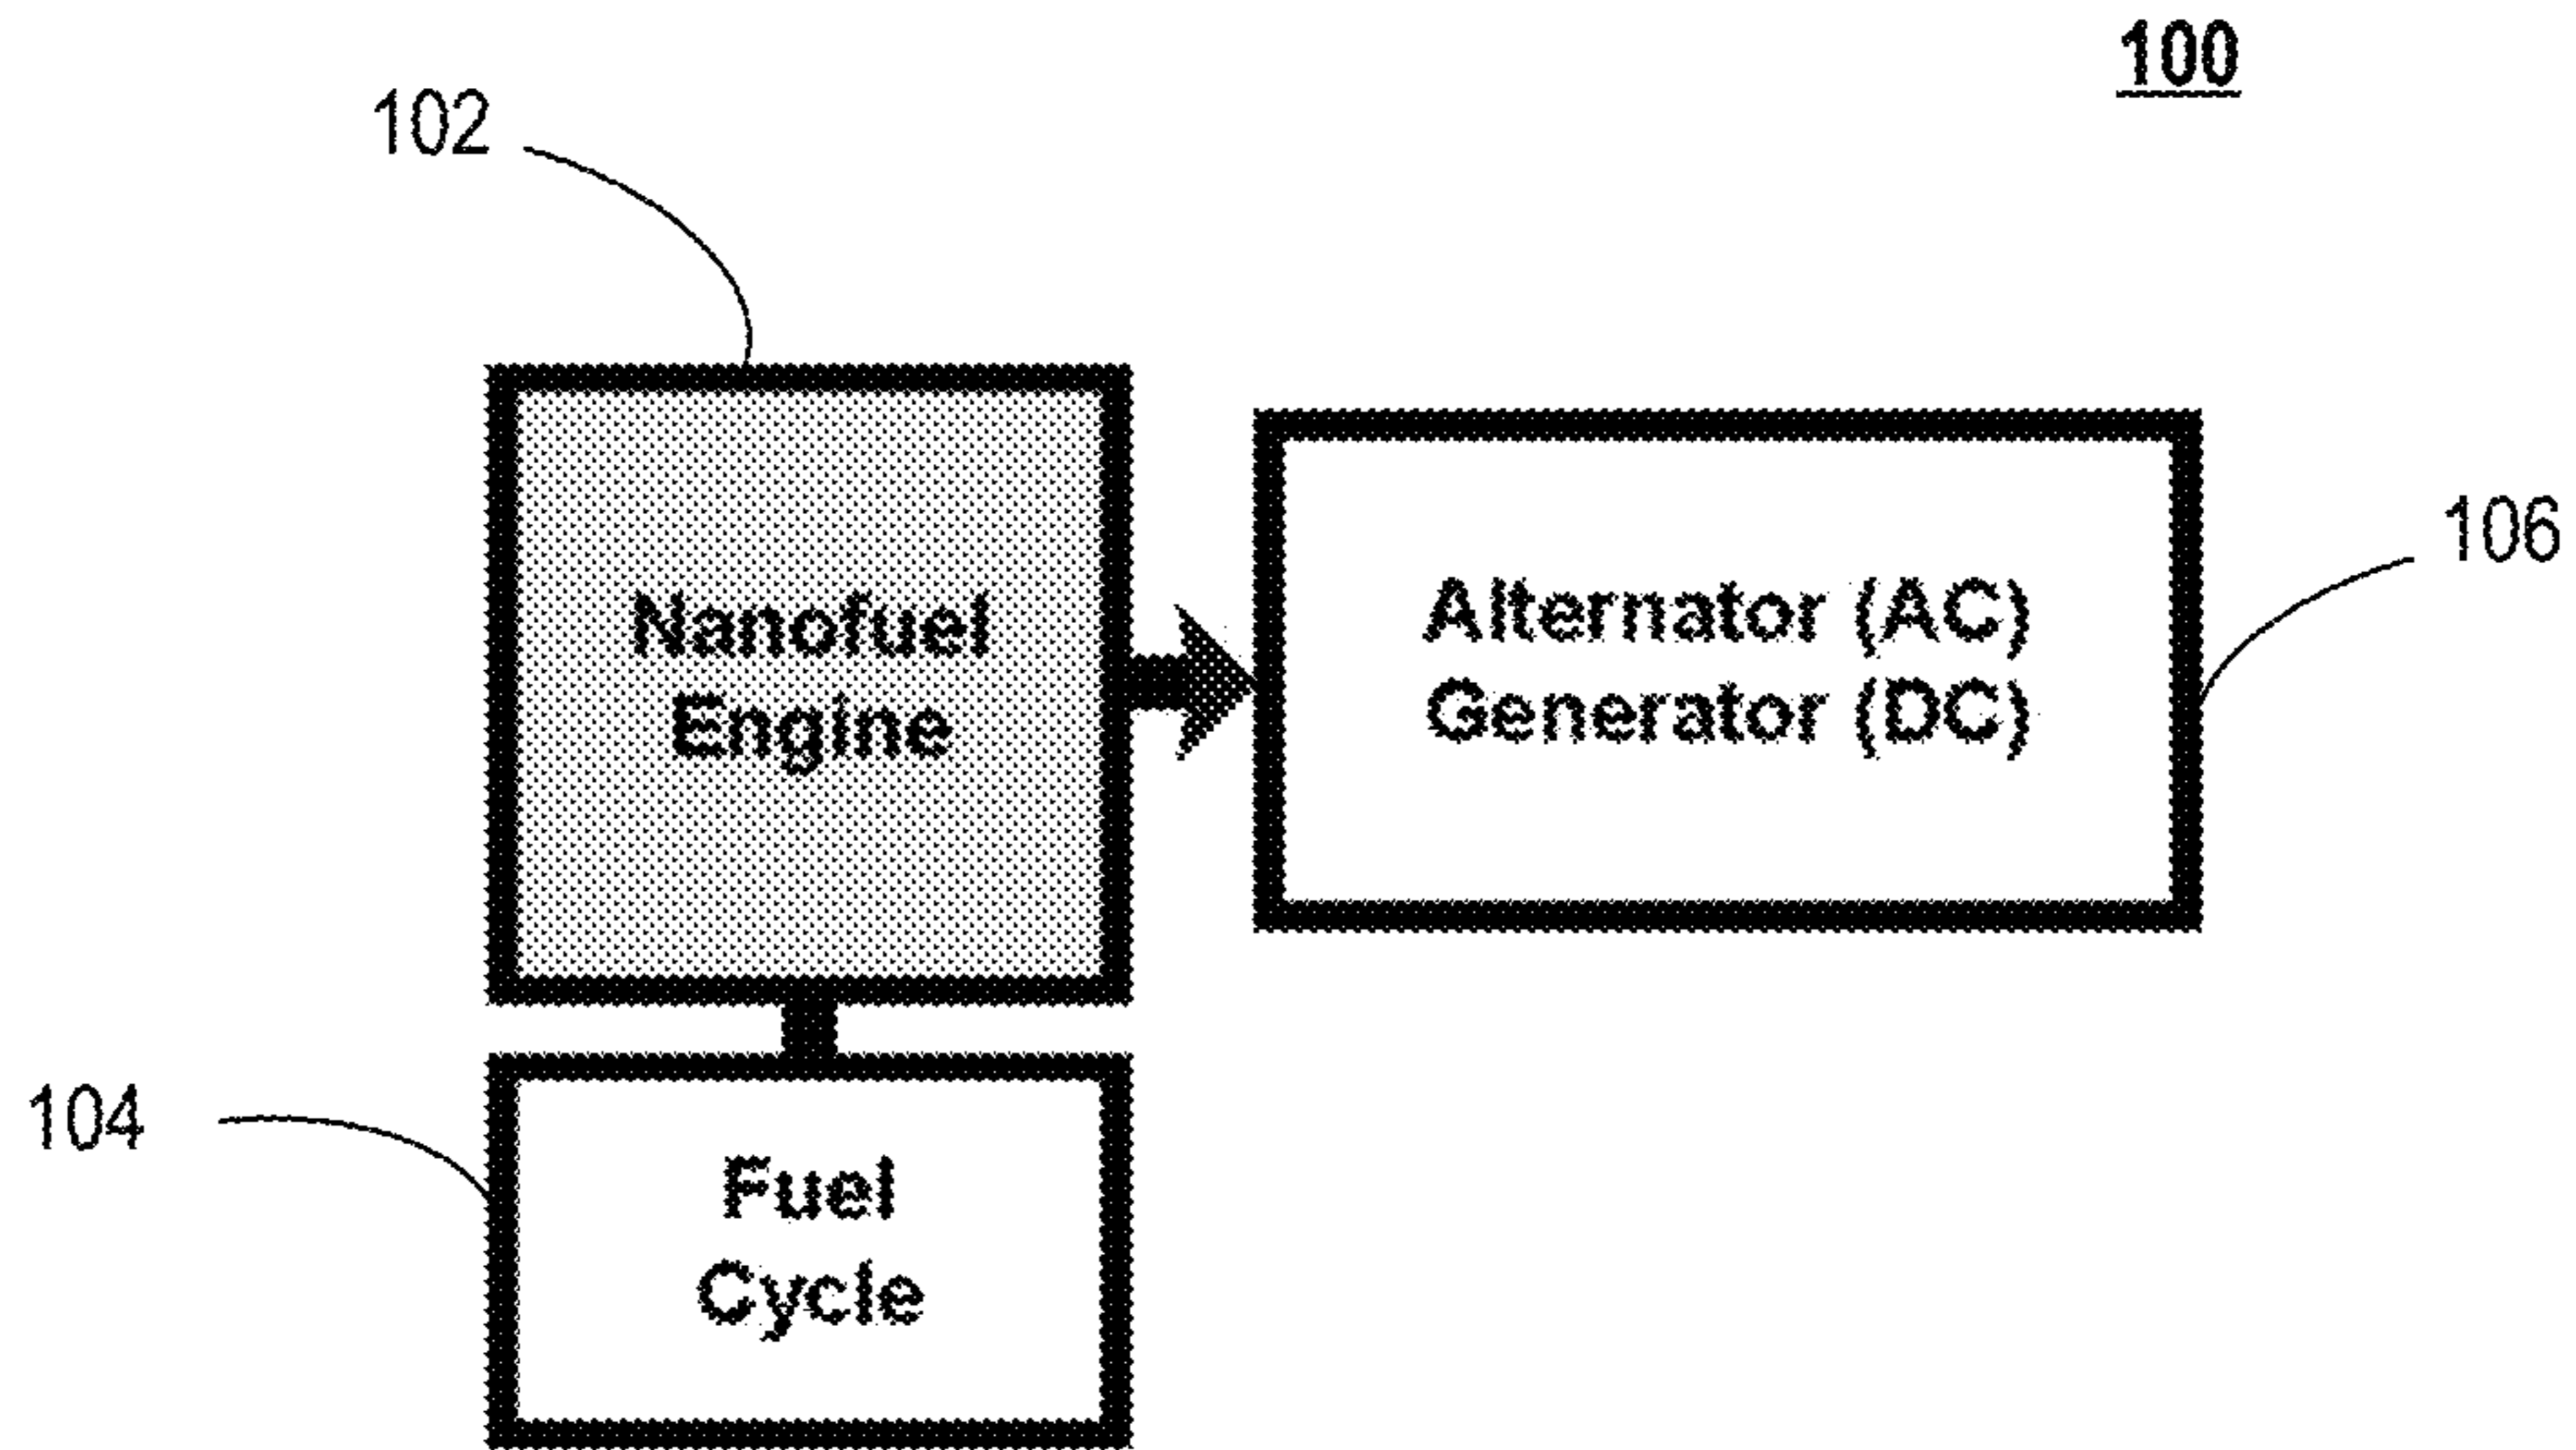 100
102
Nanofuel
Engine
Alternator (AC)
Generator (DC)
106
104
Fuel
Cycle